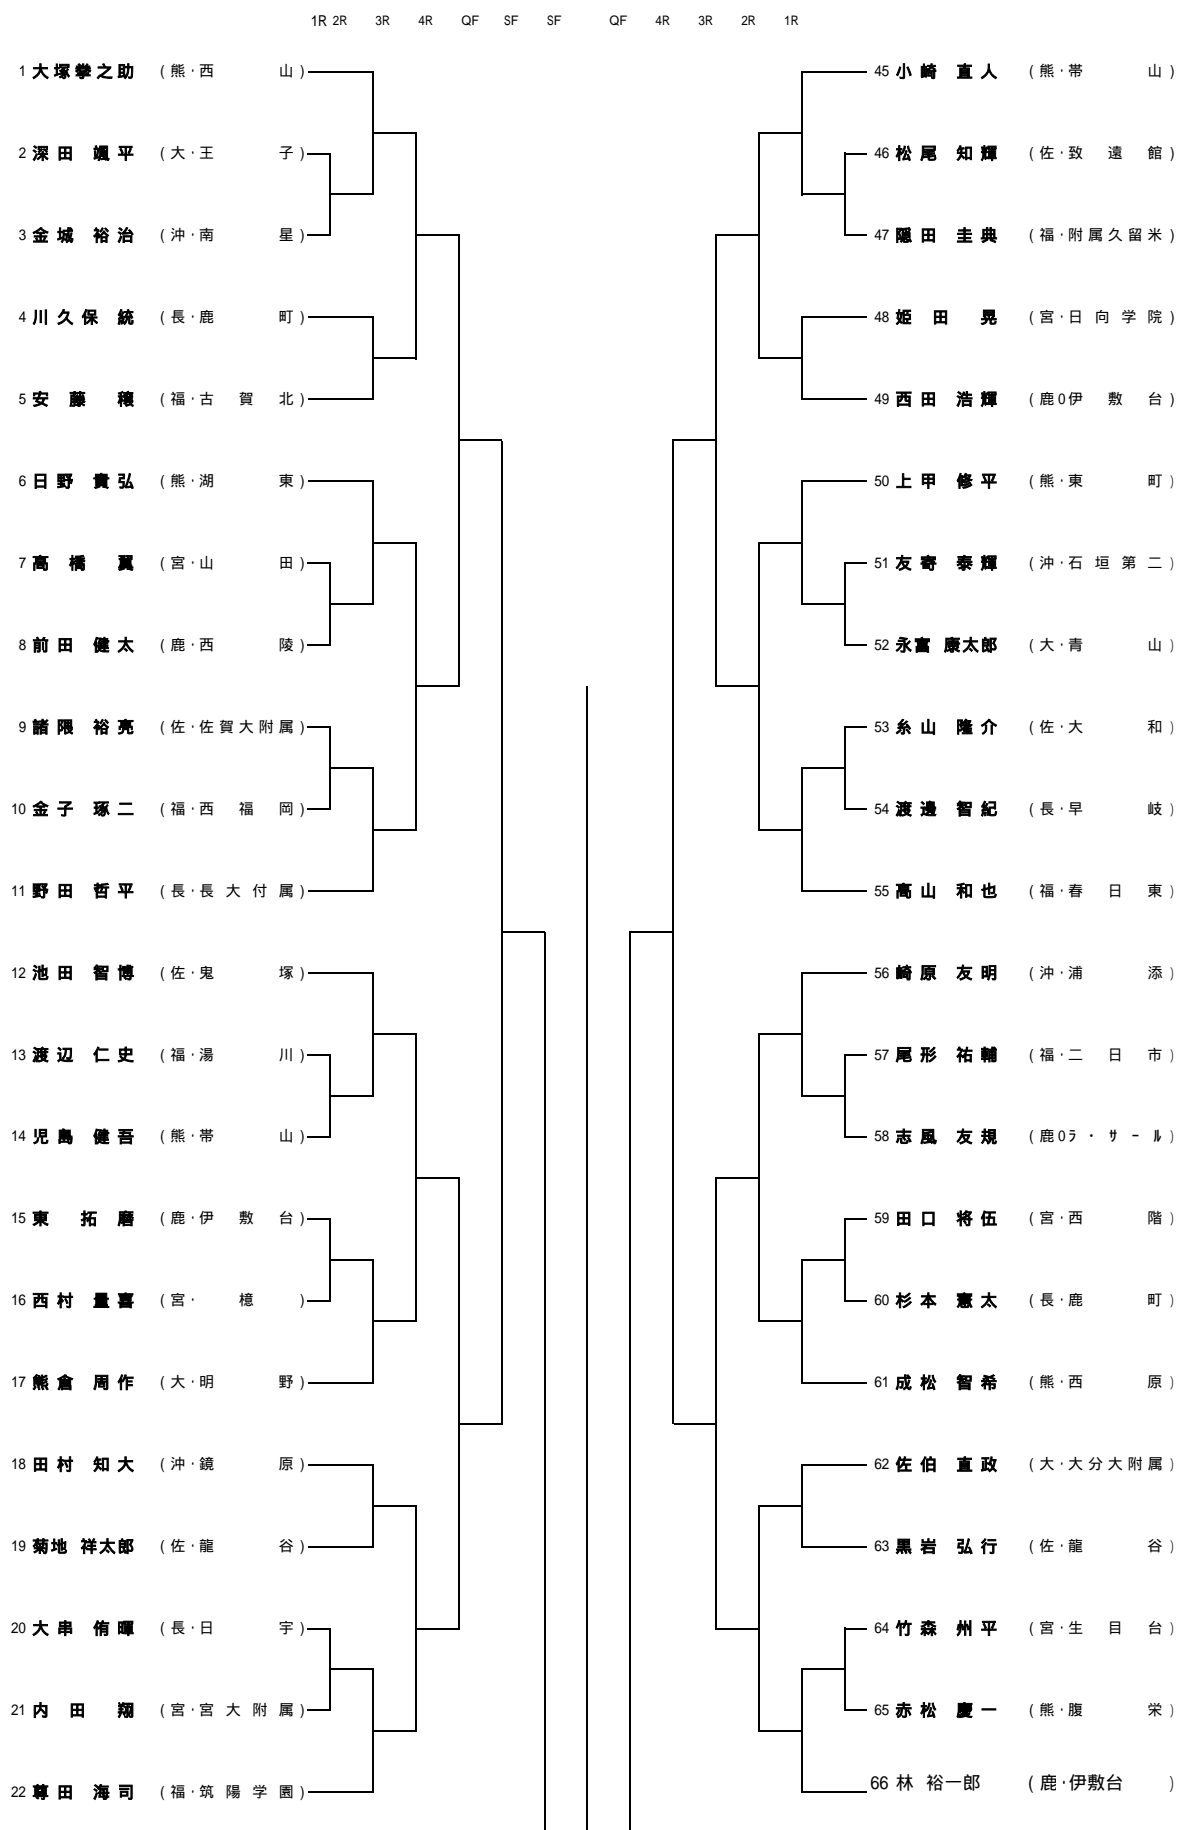 1R 2R 3R 4R QF SF SF QF 4R 3R 2R 1R
1 大塚拳之助 (熊・西山)
2 深田颯平 (大・王子)
3 金城裕治 (沖・南星)
4 川久保統 (長・鹿町)
5 安藤穣 (福・古賀北)
6 日野貴弘 (熊・湖東)
7 高橋翼 (宮・山田)
8 前田健太 (鹿・西陵)
9 諸隈裕亮 (佐・佐賀大附属)
10 金子琢二 (福・西福岡)
11 野田哲平 (長・長大付属)
12 池田智博 (佐・鬼塚)
13 渡辺仁史 (福・湯川)
14 児島健吾 (熊・帯山)
15 東拓磨 (鹿・伊敷台)
16 西村量喜 (宮・檍)
17 熊倉周作 (大・明野)
18 田村知大 (沖・鏡原)
19 菊地祥太郎 (佐・龍谷)
20 大串侑暉 (長・日宇)
21 内田翔 (宮・宮大附属)
22 尊田海司 (福・筑陽学園)
45 小崎直人 (熊・帯山)
46 松尾知輝 (佐・致遠館)
47 隠田圭典 (福・附属久留米)
48 姫田晃 (宮・日向学院)
49 西田浩輝 (鹿0伊敷台)
50 上甲修平 (熊・東町)
51 友寄泰輝 (沖・石垣第二)
52 永富康太郎 (大・青山)
53 糸山隆介 (佐・大和)
54 渡邊智紀 (長・早岐)
55 高山和也 (福・春日東)
56 崎原友明 (沖・浦添)
57 尾形祐輔 (福・二日市)
58 志風友規 (鹿0ラ・サール)
59 田口将伍 (宮・西階)
60 杉本憲太 (長・鹿町)
61 成松智希 (熊・西原)
62 佐伯直政 (大・大分大附属)
63 黒岩弘行 (佐・龍谷)
64 竹森州平 (宮・生目台)
65 赤松慶一 (熊・腹栄)
66 林裕一郎 (鹿・伊敷台)